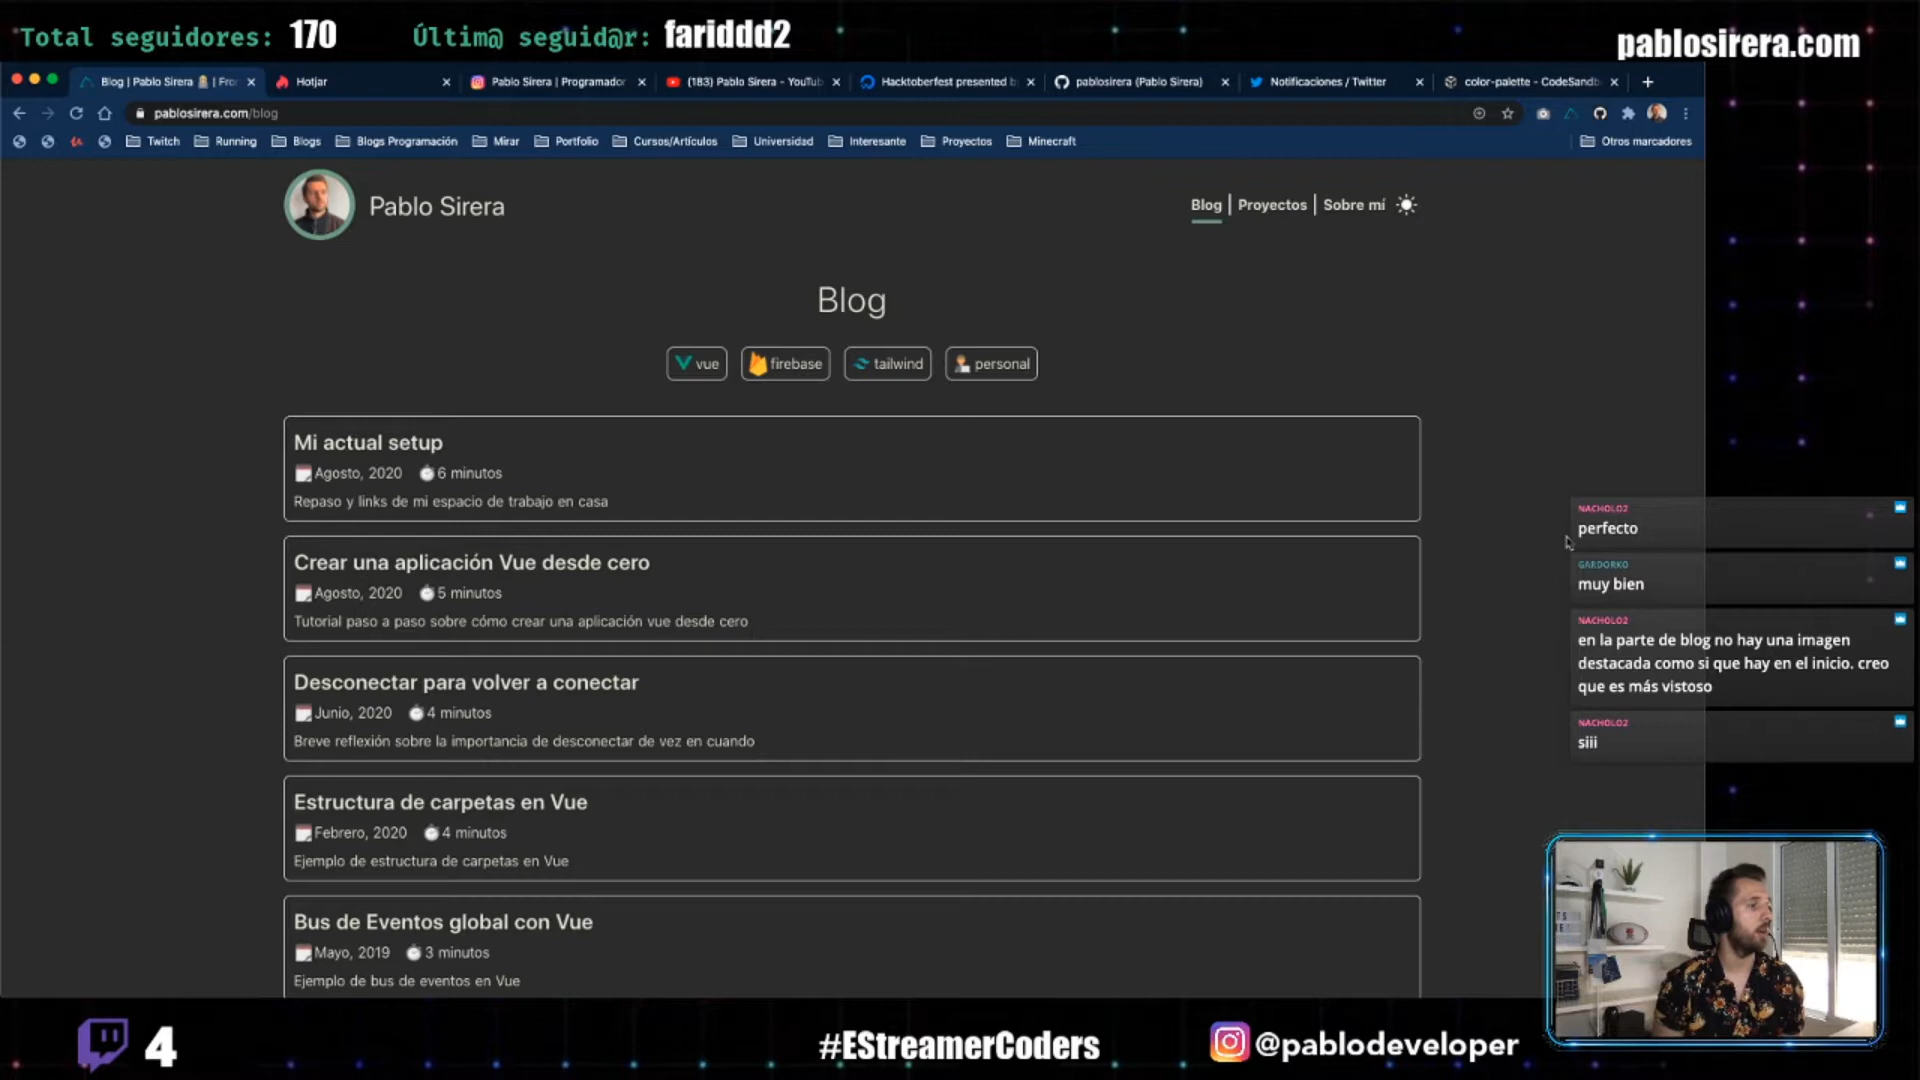 Total seguidores: 170
Últim@ seguid@r: fariddd2
pablosirera.com
Blog | Pablo Sirera | Fro
Hotjar
Pablo Sirera | Programador
(183) Pablo Sirera - YouTub
Hacktoberfest presented b
pablosirera (Pablo Sirera)
Notificaciones / Twitter
color-palette - CodeSandb
pablosirera.com/blog
Twitch
Running
Blogs
Blogs Programación
Mirar
Portfolio
Cursos/Artículos
Universidad
Interesante
Proyectos
Minecraft
Otros marcadores
Pablo Sirera
Blog | Proyectos | Sobre mí
Blog
vue
firebase
tailwind
personal
Mi actual setup
Agosto, 2020 6 minutos
Repaso y links de mi espacio de trabajo en casa
Crear una aplicación Vue desde cero
Agosto, 2020 5 minutos
Tutorial paso a paso sobre cómo crear una aplicación vue desde cero
Desconectar para volver a conectar
Junio, 2020 4 minutos
Breve reflexión sobre la importancia de desconectar de vez en cuando
Estructura de carpetas en Vue
Febrero, 2020 4 minutos
Ejemplo de estructura de carpetas en Vue
Bus de Eventos global con Vue
Mayo, 2019 3 minutos
Ejemplo de bus de eventos en Vue
NACHOLO2
perfecto
GARDORKO
muy bien
NACHOLO2
en la parte de blog no hay una imagen
destacada como si que hay en el inicio. creo
que es más vistoso
NACHOLO2
siii
4
#EStreamerCoders
@pablodeveloper